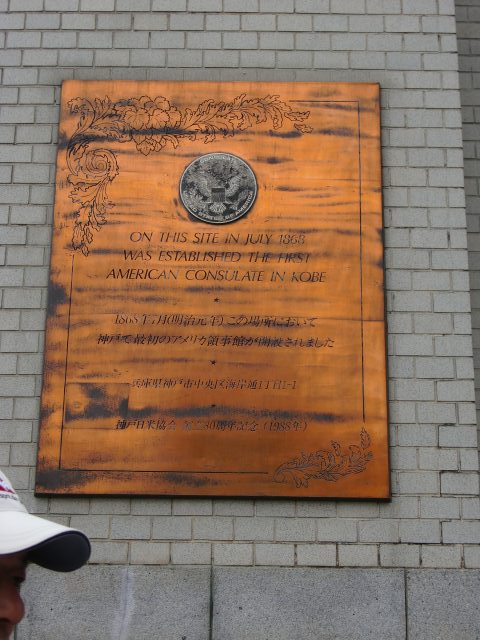 ON THIS SITE IN JULY 1868
WAS ESTABLISHED THE FIRST
AMERICAN CONSULATE IN KOBE
1868年7月(明治元年)この場所において
神戸で最初のアメリカ領事館が開設されました
兵庫県神戸市中央区海岸通1丁目1-1
神戸日米協会 80周年記念 (1988年)